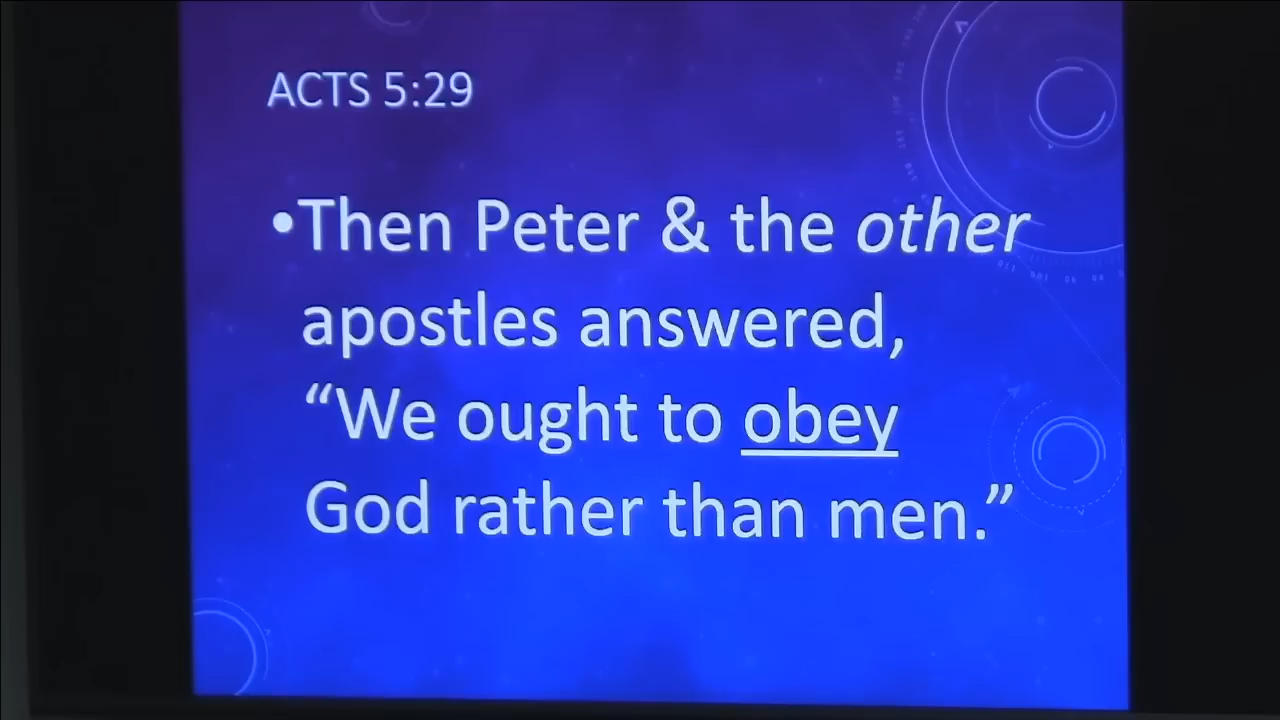 ACTS 5:29
•Then Peter & the other
apostles answered,
“We ought to obey
God rather than men.”